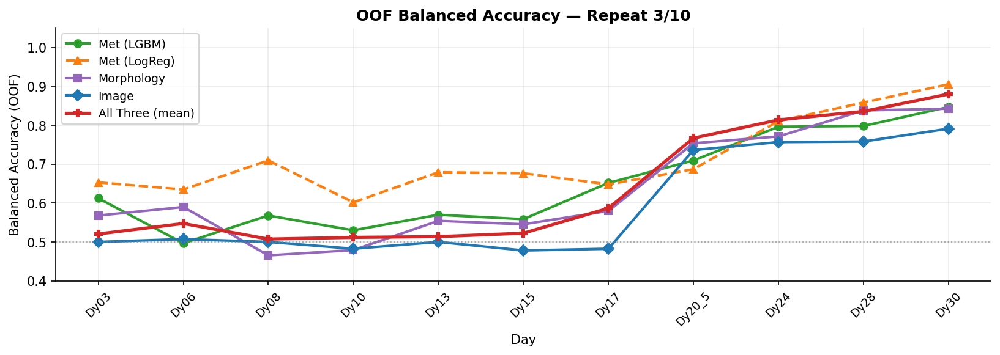 OOF Balanced Accuracy — Repeat 3/10
Met (LGBM)
Met (LogReg)
Morphology
Image
All Three (mean)
Balanced Accuracy (OOF)
1.0
0.9
0.8
0.7
0.6
0.5
0.4
Dy03
Dy06
Dy08
Dy10
Dy13
Dy15
Dy17
Dy20_5
Dy24
Dy28
Dy30
Day